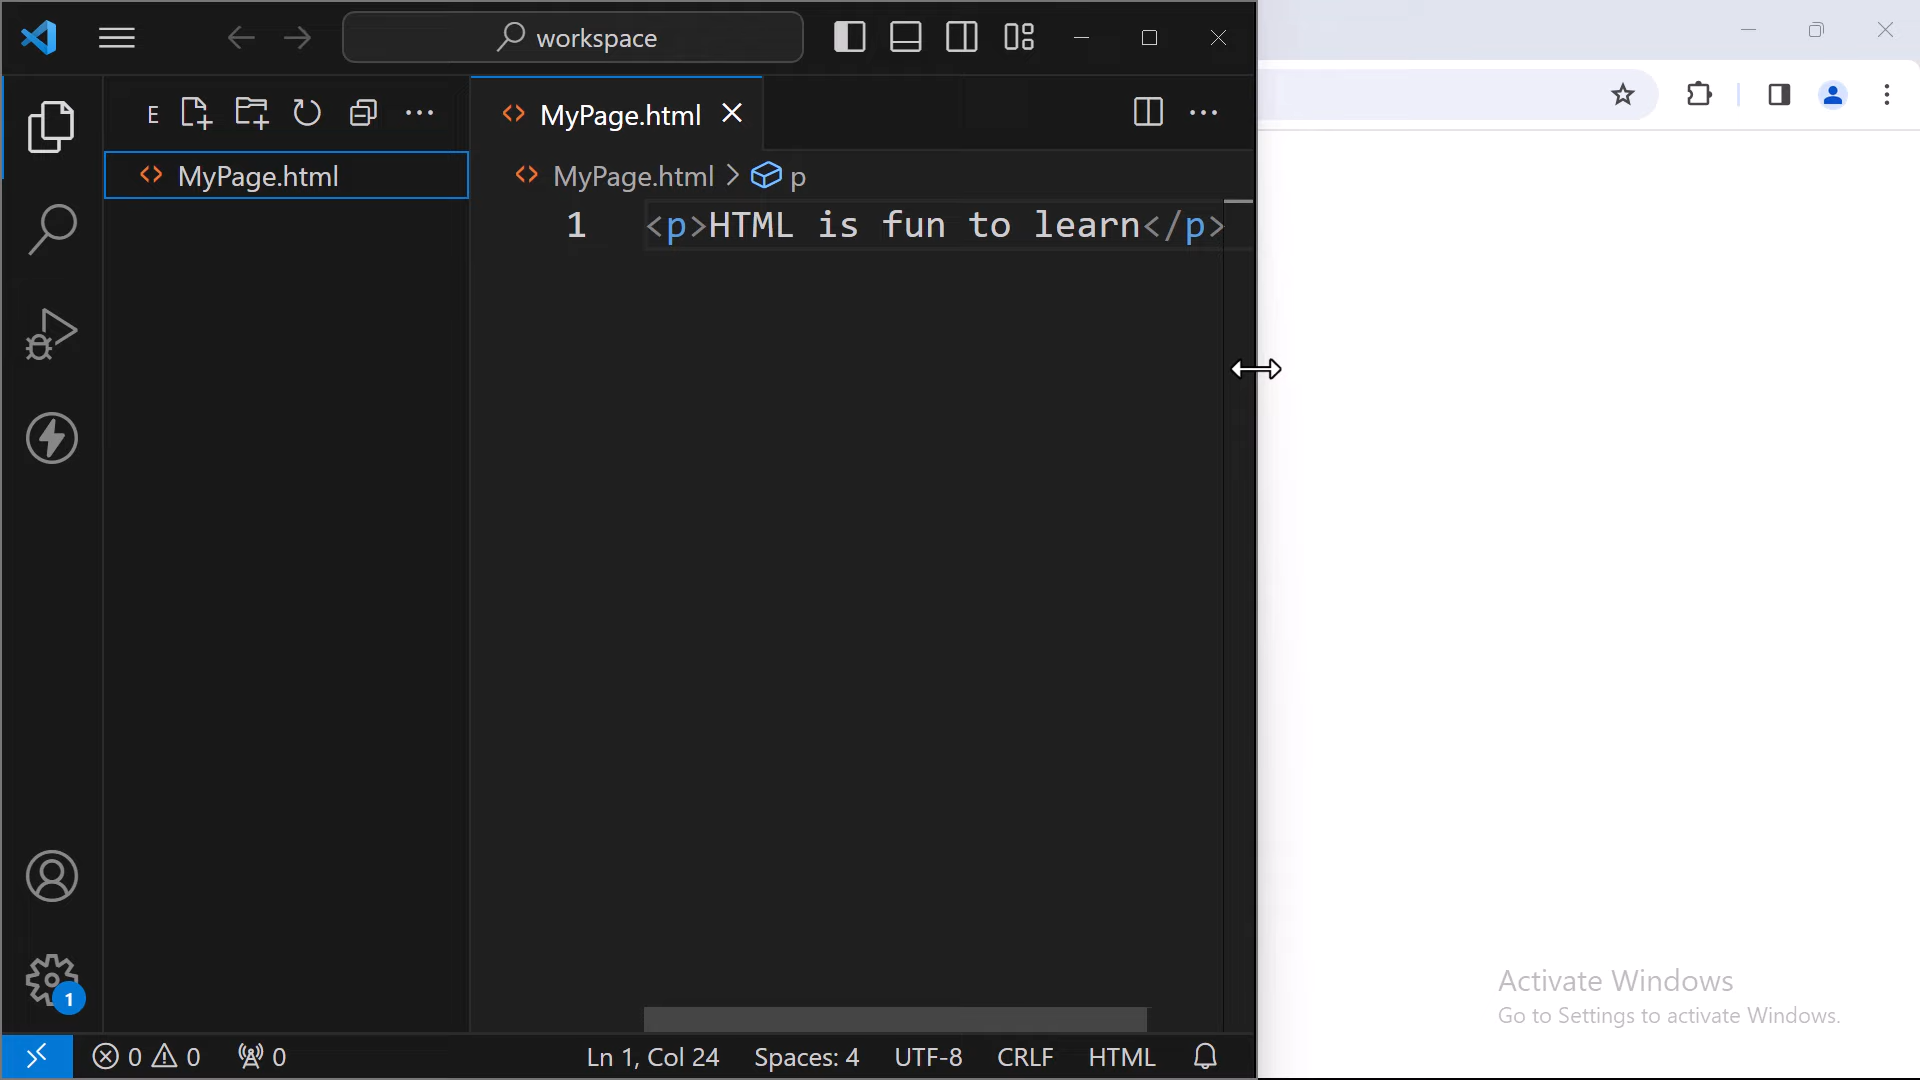 workspace
E
MyPage.html
MyPage.html
MyPage.html > p
1 <p>HTML is fun to learn</p>
1
0 0 0
Ln 1, Col 24 Spaces: 4 UTF-8 CRLF HTML
Activate Windows
Go to Settings to activate Windows.